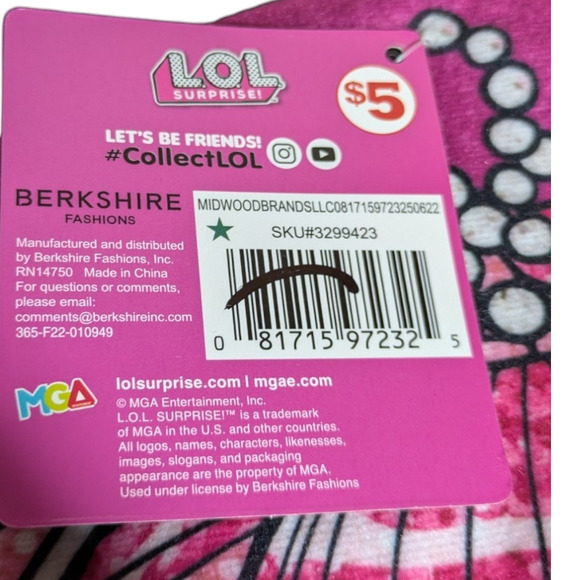 LOL
SURPRISE!
$5
LET'S BE FRIENDS!
#CollectLOL
BERKSHIRE
FASHIONS
Manufactured and distributed
by Berkshire Fashions, Inc.
RN14750 Made in China
For questions or comments,
please email:
comments@berkshireinc.com
365-F22-010949
MIDWOODBRANDSLLC0817159723250622
SKU#3299423
0 81715 97232 5
MGA
lolsurprise.com | mgae.com
© MGA Entertainment, Inc.
L.O.L. SURPRISE!™ is a trademark
of MGA in the U.S. and other countries.
All logos, names, characters, likenesses,
images, slogans, and packaging
appearance are the property of MGA.
Used under license by Berkshire Fashions